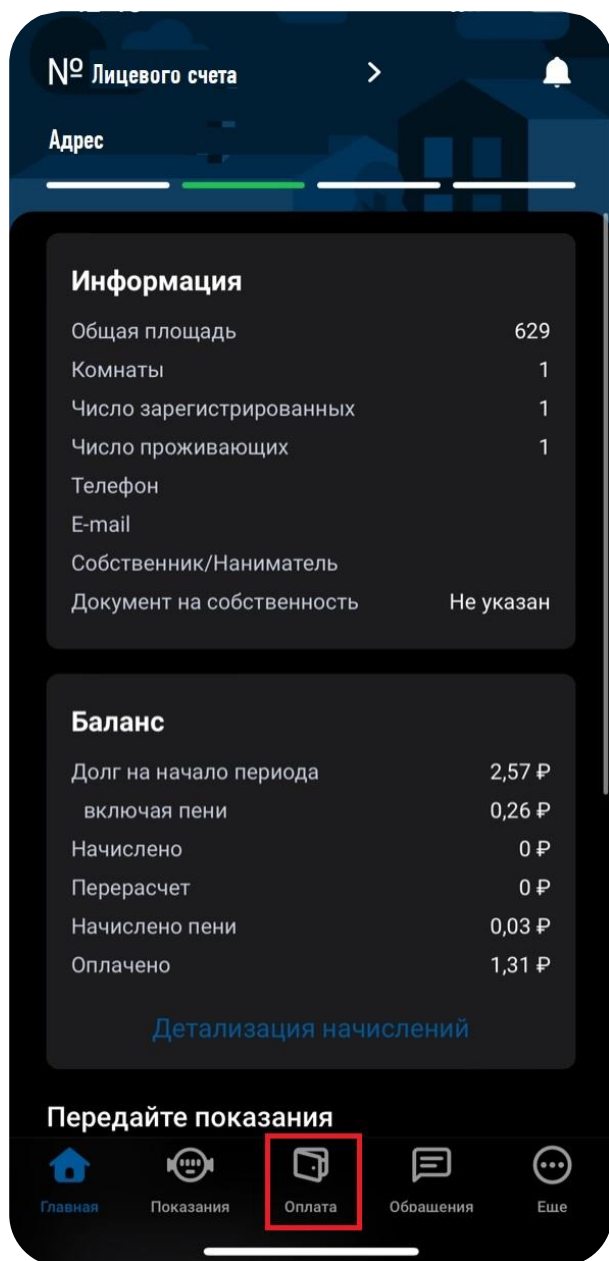 № Лицевого счета >
Адрес
Информация
Общая площадь 629
Комнаты 1
Число зарегистрированных 1
Число проживающих 1
Телефон
E-mail
Собственник/Наниматель
Документ на собственность Не указан
Баланс
Долг на начало периода 2,57 ₽
включая пени 0,26 ₽
Начислено 0 ₽
Перерасчет 0 ₽
Начислено пени 0,03 ₽
Оплачено 1,31 ₽
Детализация начислений
Передайте показания
Главная Показания Оплата Обращения Еще